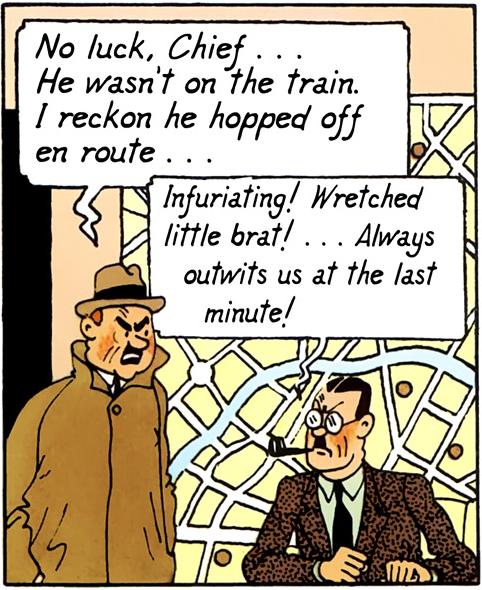 No luck, Chief . . .
He wasn't on the train.
I reckon he hopped off
en route . . .
Infuriating! Wretched
little brat! . . . Always
outwits us at the last
minute!